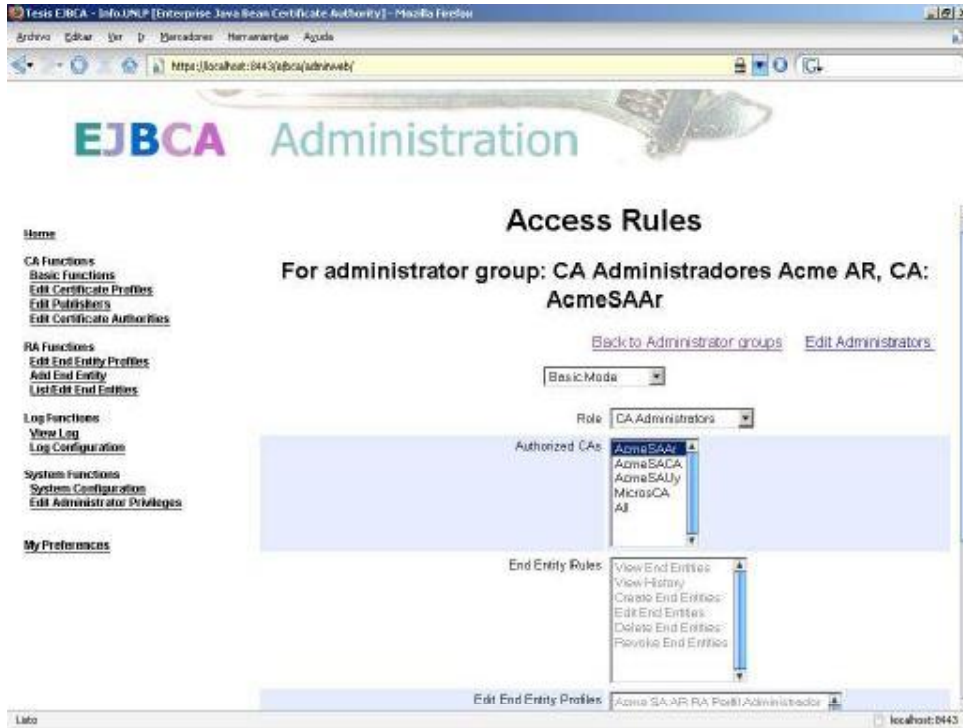 Tesis EJBCA - Info.UNLP [Enterprise Java Bean Certificate Authority] - Mozilla Firefox
Archivo Editar Ver Ir Marcadores Herramientas Ayuda
https://localhost:8443/ejbca/adminweb/
EJBCA Administration
Home
CA Functions
Basic Functions
Edit Certificate Profiles
Edit Publishers
Edit Certificate Authorities
RA Functions
Edit End Entity Profiles
Add End Entity
List/Edit End Entities
Log Functions
View Log
Log Configuration
System Functions
System Configuration
Edit Administrator Privileges
My Preferences
Access Rules
For administrator group: CA Administradores Acme AR, CA:
AcmeSAAr
Back to Administrator groups Edit Administrators
Basic Mode
Role CA Administrators
Authorized CAs AcmeSAAr
AcmeSACA
AcmeSAUy
MicrosCA
All
End Entity Rules View End Entities
View History
Create End Entities
Edit End Entities
Delete End Entities
Revoke End Entities
Edit End Entity Profiles Acme SA AR RA Perfil Administrador
Listo localhost:8443